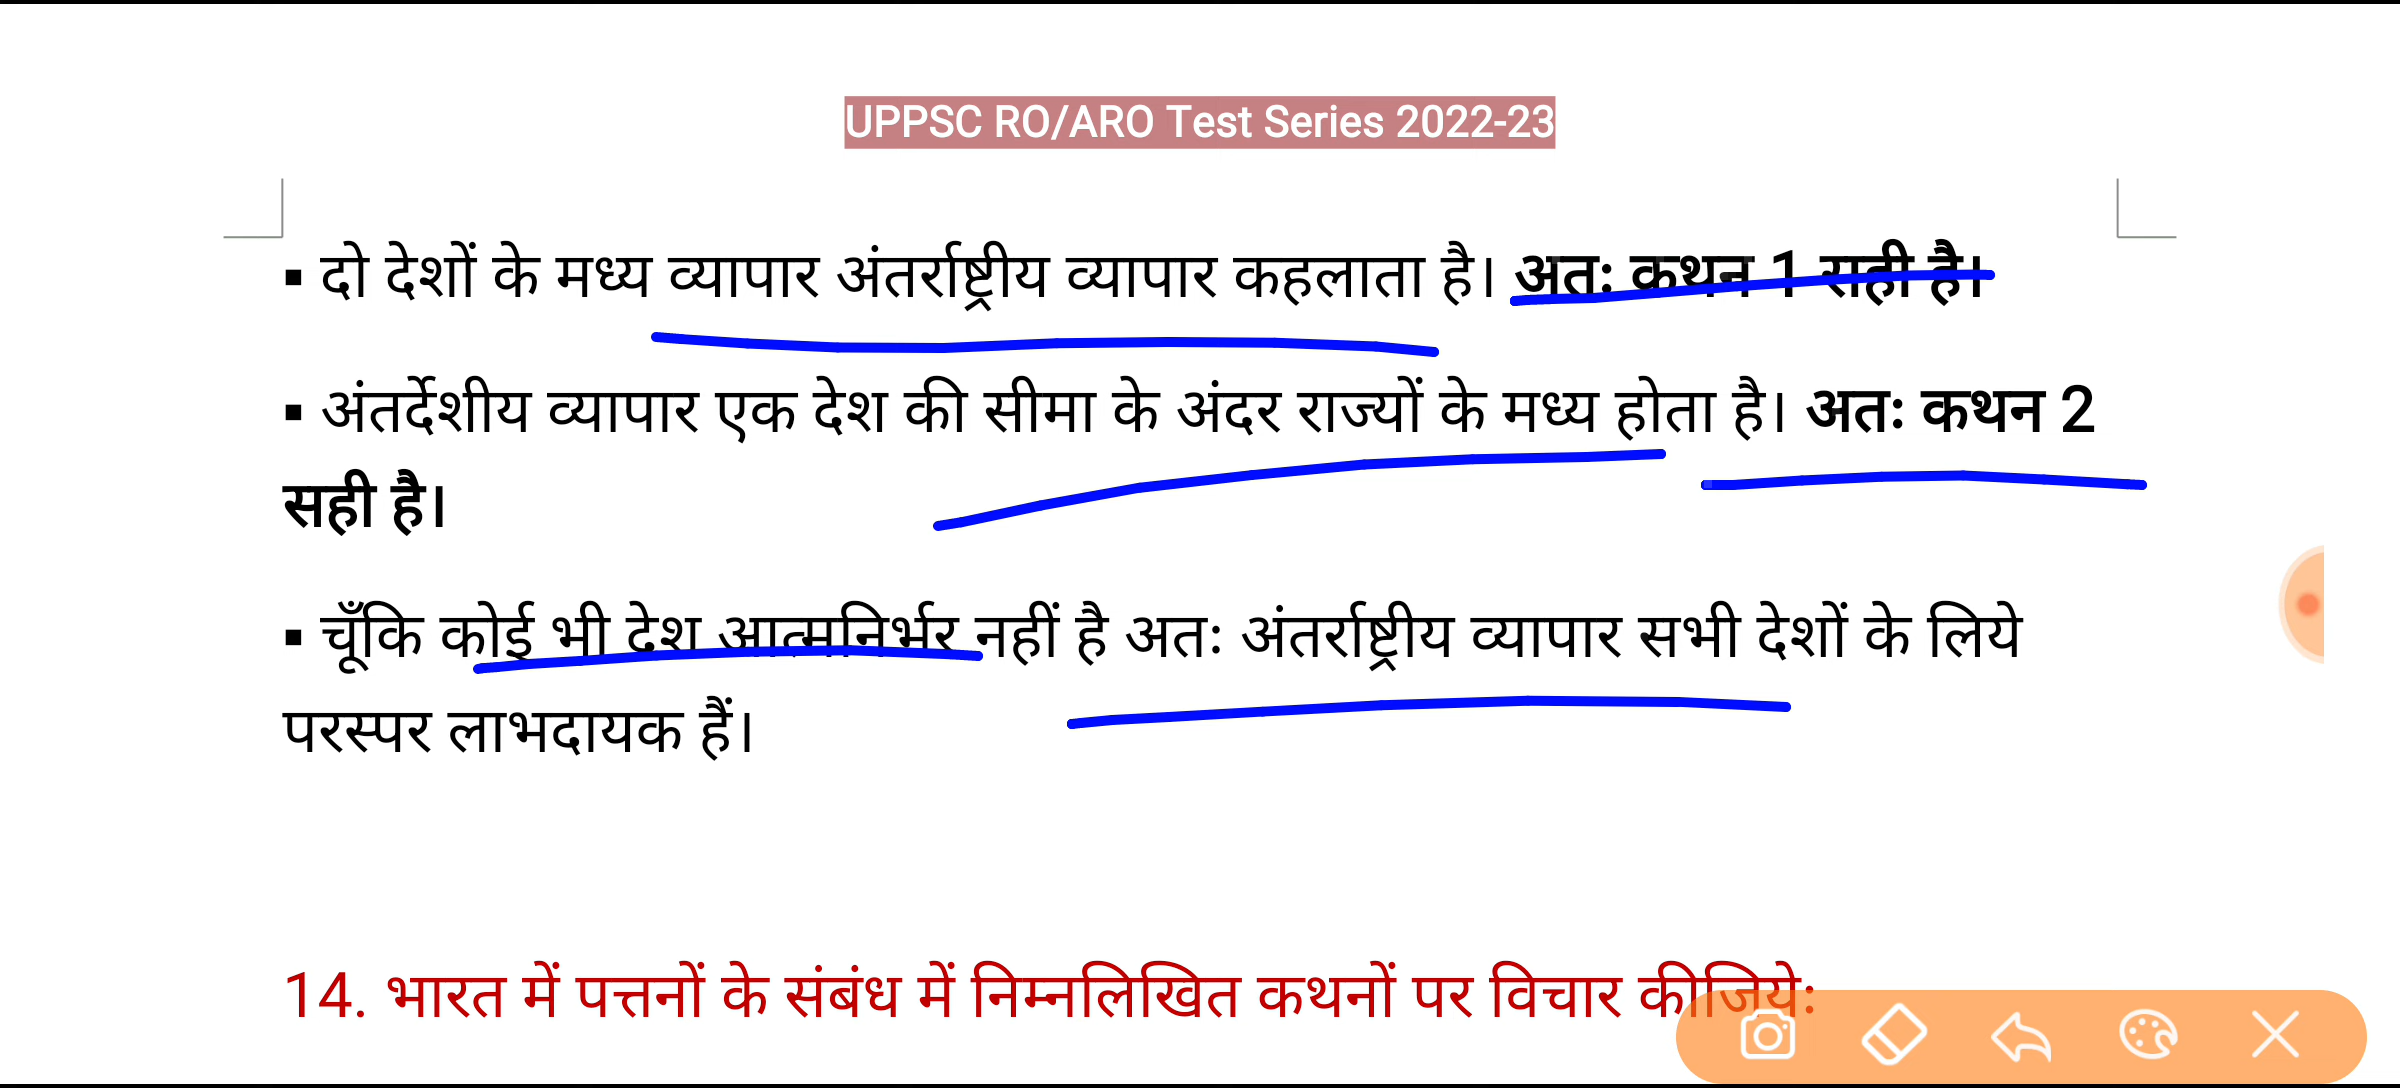 UPPSC RO/ARO Test Series 2022-23
▪ दो देशों के मध्य व्यापार अंतर्राष्ट्रीय व्यापार कहलाता है। अतः कथन 1 सही है।
▪ अंतर्देशीय व्यापार एक देश की सीमा के अंदर राज्यों के मध्य होता है। अतः कथन 2
सही है।
▪ चूँकि कोई भी देश आत्मनिर्भर नहीं है अतः अंतर्राष्ट्रीय व्यापार सभी देशों के लिये
परस्पर लाभदायक हैं।
14. भारत में पत्तनों के संबंध में निम्नलिखित कथनों पर विचार कीजिये: